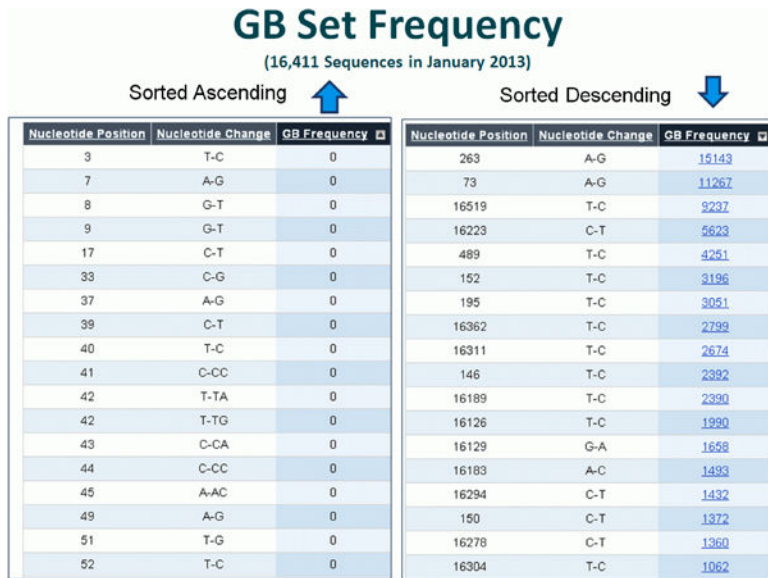 GB Set Frequency
(16,411 Sequences in January 2013)
Sorted Ascending
Nucleotide Position Nucleotide Change GB Frequency
3 T-C 0
7 A-G 0
8 G-T 0
9 G-T 0
17 C-T 0
33 C-G 0
37 A-G 0
39 C-T 0
40 T-C 0
41 C-CC 0
42 T-TA 0
42 T-TG 0
43 C-CA 0
44 C-CC 0
45 A-AC 0
49 A-G 0
51 T-G 0
52 T-C 0
Sorted Descending
Nucleotide Position Nucleotide Change GB Frequency
263 A-G 15143
73 A-G 11267
16519 T-C 9237
16223 C-T 5623
489 T-C 4251
152 T-C 3196
195 T-C 3051
16362 T-C 2799
16311 T-C 2674
146 T-C 2392
16189 T-C 2390
16126 T-C 1990
16129 G-A 1658
16183 A-C 1493
16294 C-T 1432
150 C-T 1372
16278 C-T 1360
16304 T-C 1062